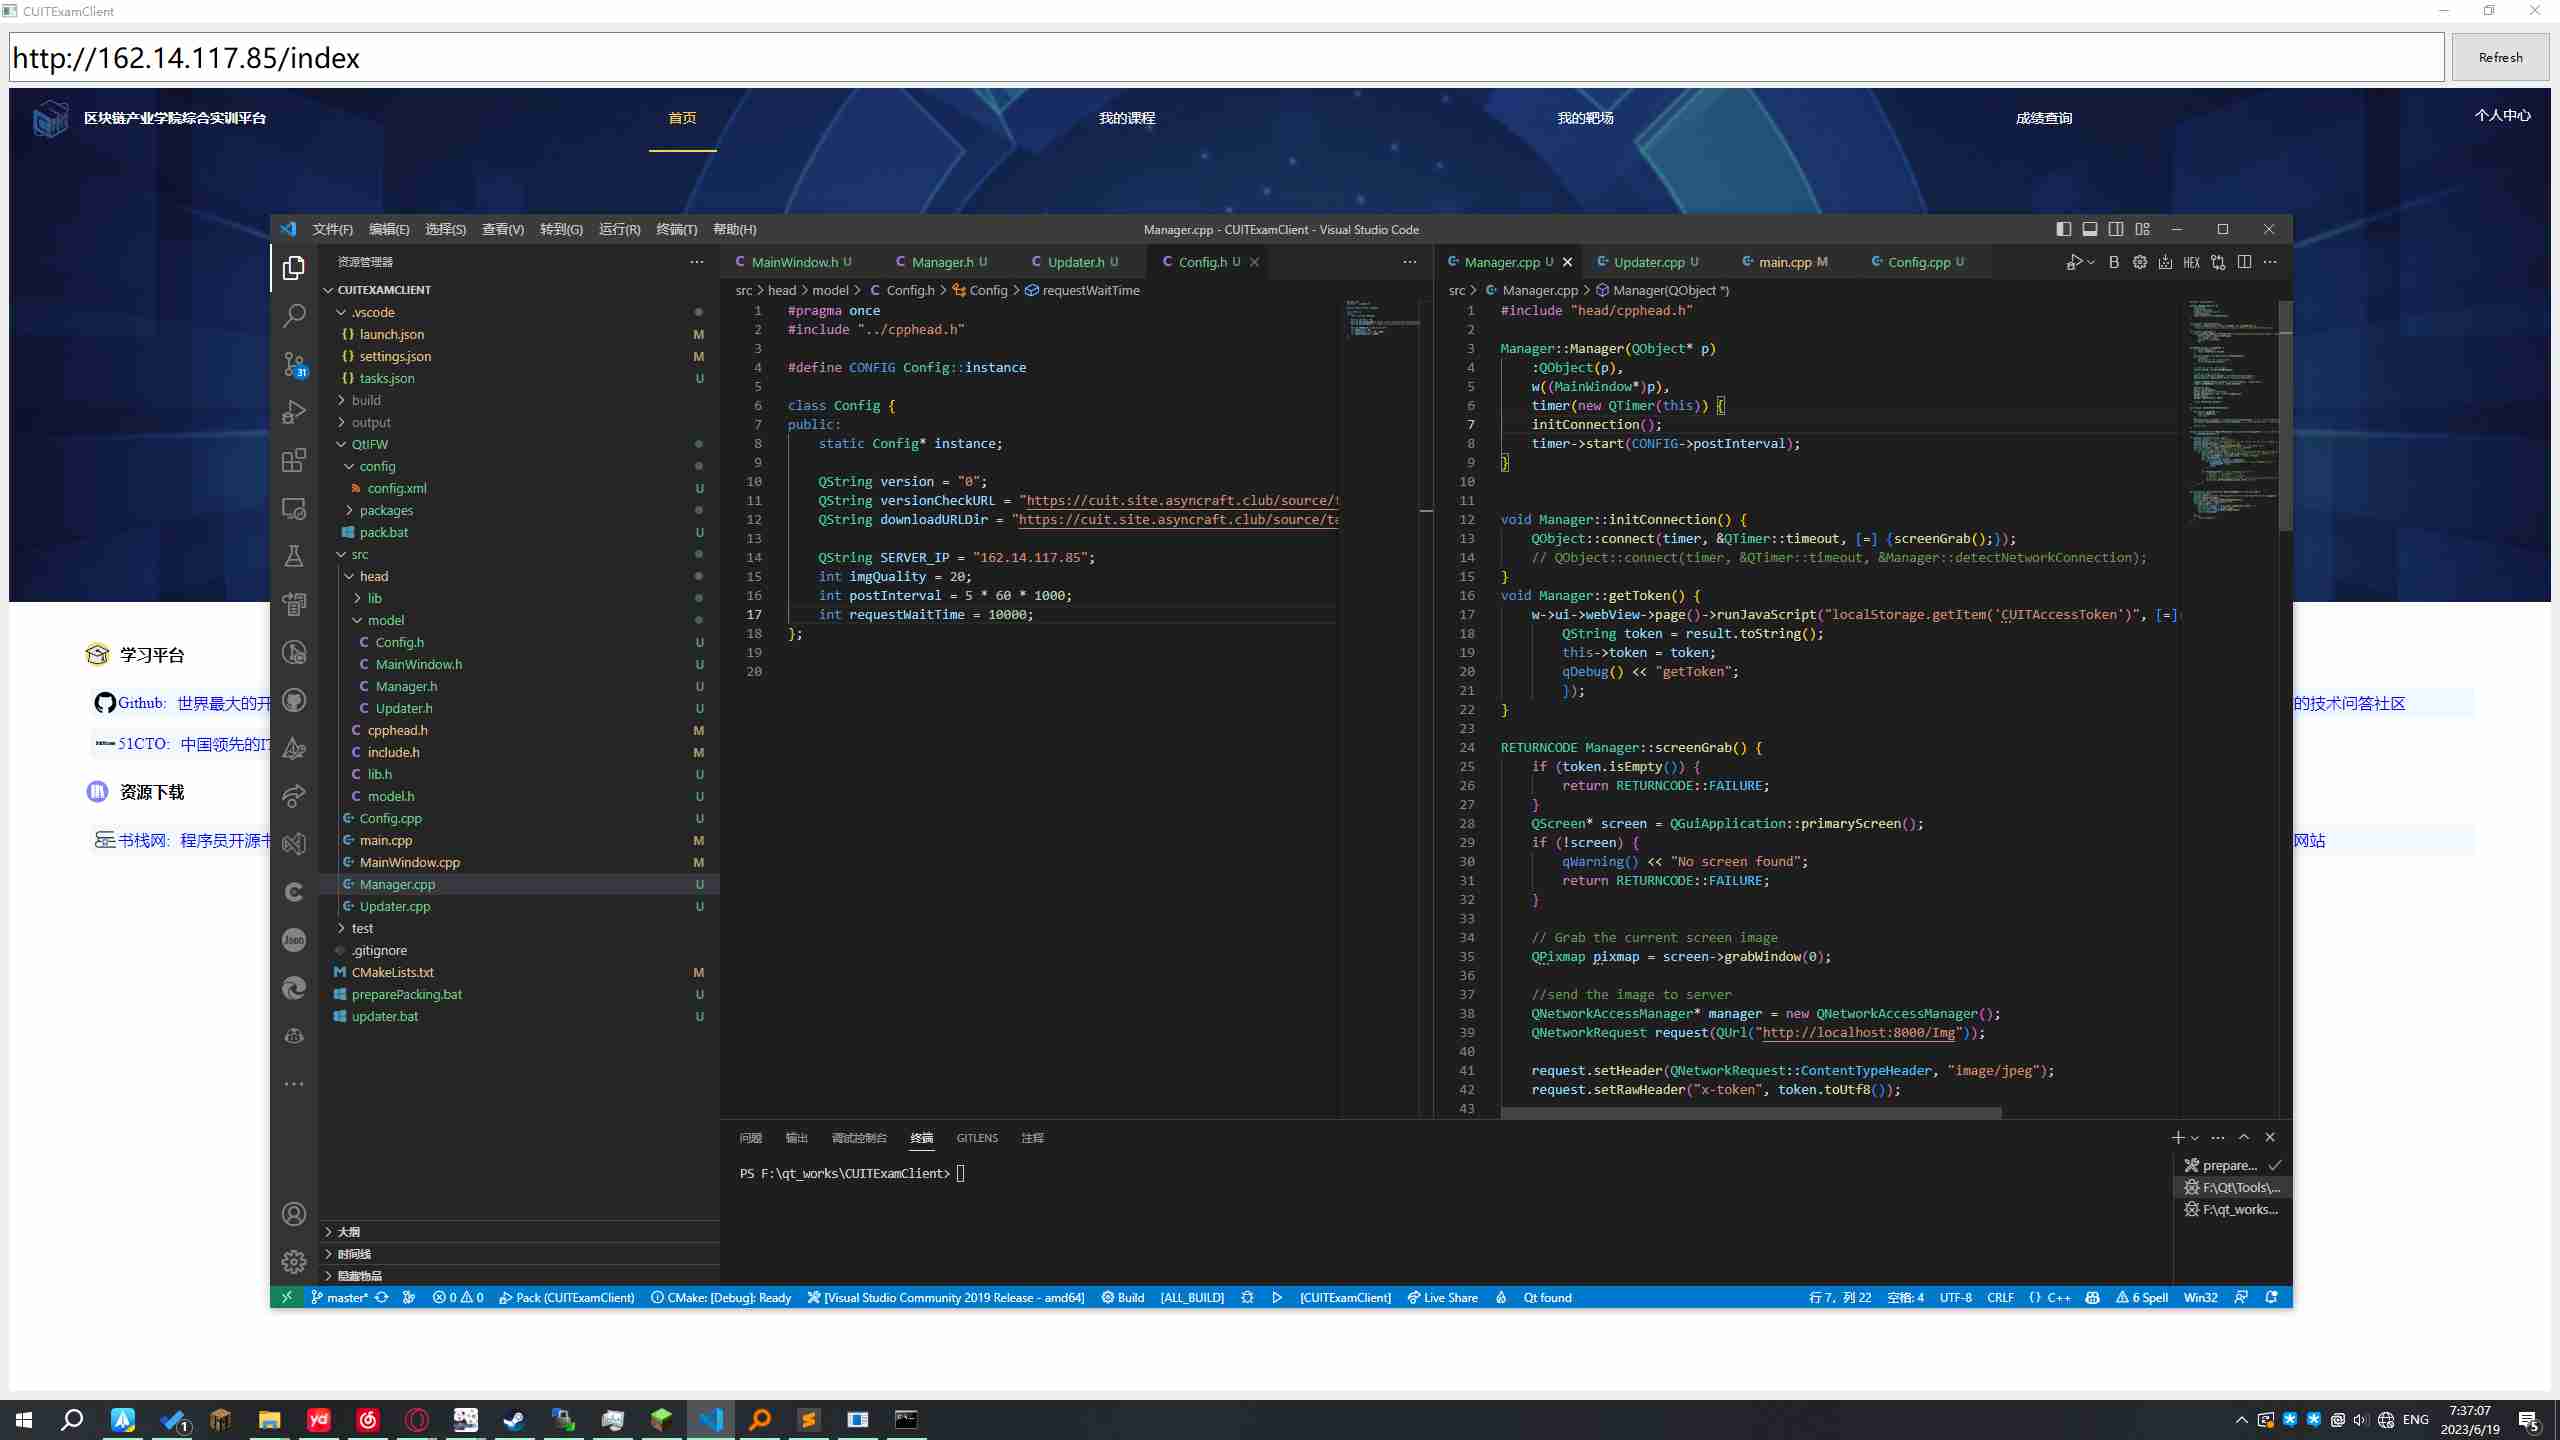 CUITExamClient
http://162.14.117.85/index
Refresh
区块链产业学院综合实训平台
首页
我的课程
我的靶场
成绩查询
个人中心
文件(F) 编辑(E) 选择(S) 查看(V) 转到(G) 运行(R) 终端(T) 帮助(H)
Manager.cpp - CUITExamClient - Visual Studio Code
资源管理器
CUITEXAMCLIENT
.vscode
launch.json M
settings.json M
tasks.json U
build
output
QtIFW
config
config.xml U
packages
pack.bat U
src
head
lib
model
Config.h U
MainWindow.h U
Manager.h U
Updater.h U
cpphead.h M
include.h M
lib.h U
model.h U
Config.cpp U
main.cpp M
MainWindow.cpp M
Manager.cpp U
Updater.cpp U
test
.gitignore
CMakeLists.txt M
preparePacking.bat U
updater.bat U
大纲
时间线
隐藏物品
31
MainWindow.h U Manager.h U Updater.h U Config.h U
src > head > model > C Config.h > Config > requestWaitTime
1 #pragma once
2 #include "../cpphead.h"
3
4 #define CONFIG Config::instance
5
6 class Config {
7 public:
8 static Config* instance;
9
10 QString version = "0";
11 QString versionCheckURL = "https://cuit.site.asyncraft.club/source/
12 QString downloadURLDir = "https://cuit.site.asyncraft.club/source/ta
13
14 QString SERVER_IP = "162.14.117.85";
15 int imgQuality = 20;
16 int postInterval = 5 * 60 * 1000;
17 int requestWaitTime = 10000;
18 };
19
20
Manager.cpp U Updater.cpp U main.cpp M Config.cpp U
B HEX
src > Manager.cpp > Manager(QObject *)
1 #include "head/cpphead.h"
2
3 Manager::Manager(QObject* p)
4 :QObject(p),
5 w((MainWindow*)p),
6 timer(new QTimer(this)) {
7 initConnection();
8 timer->start(CONFIG->postInterval);
9 }
10
11
12 void Manager::initConnection() {
13 QObject::connect(timer, &QTimer::timeout, [=] {screenGrab();});
14 // QObject::connect(timer, &QTimer::timeout, &Manager::detectNetworkConnection);
15 }
16 void Manager::getToken() {
17 w->ui->webView->page()->runJavaScript("localStorage.getItem('CUITAccessToken')", [=]
18 QString token = result.toString();
19 this->token = token;
20 qDebug() << "getToken";
21 });
22 }
23
24 RETURNCODE Manager::screenGrab() {
25 if (token.isEmpty()) {
26 return RETURNCODE::FAILURE;
27 }
28 QScreen* screen = QGuiApplication::primaryScreen();
29 if (!screen) {
30 qWarning() << "No screen found";
31 return RETURNCODE::FAILURE;
32 }
33
34 // Grab the current screen image
35 QPixmap pixmap = screen->grabWindow(0);
36
37 //send the image to server
38 QNetworkAccessManager* manager = new QNetworkAccessManager();
39 QNetworkRequest request(QUrl("http://localhost:8000/Img"));
40
41 request.setHeader(QNetworkRequest::ContentTypeHeader, "image/jpeg");
42 request.setRawHeader("x-token", token.toUtf8());
43
问题 输出 调试控制台 终端 GITLENS 注释
PS F:\qt_works\CUITExamClient>
prepare...
F:\Qt\Tools\...
F:\qt_works...
master* 0 0 Pack (CUITExamClient) CMake: [Debug]: Ready [Visual Studio Community 2019 Release - amd64] Build [ALL_BUILD] [CUITExamClient] Live Share Qt found
行 7，列 22 空格: 4 UTF-8 CRLF {} C++ 6 Spell Win32
学习平台
Github: 世界最大的开
的技术问答社区
51CTO: 中国领先的IT
资源下载
书栈网: 程序员开源书
网站
ENG
7:37:07
2023/6/19
1
5